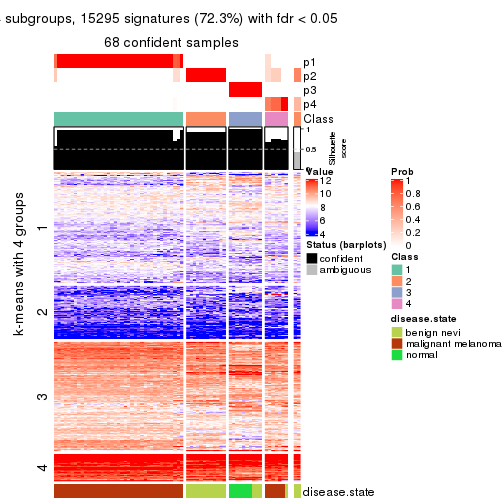 subgroups, 15295 signatures (72.3%) with fdr < 0.05
68 confident samples
p1
p2
p3
p4
Class
1
0.5
0
Silhouette
score
k-means with 4 groups
1
2
3
4
disease.state
Value
12
10
8
6
4
Status (barplots)
confident
ambiguous
Prob
1
0.8
0.6
0.4
0.2
0
Class
1
2
3
4
disease.state
benign nevi
malignant melanoma
normal